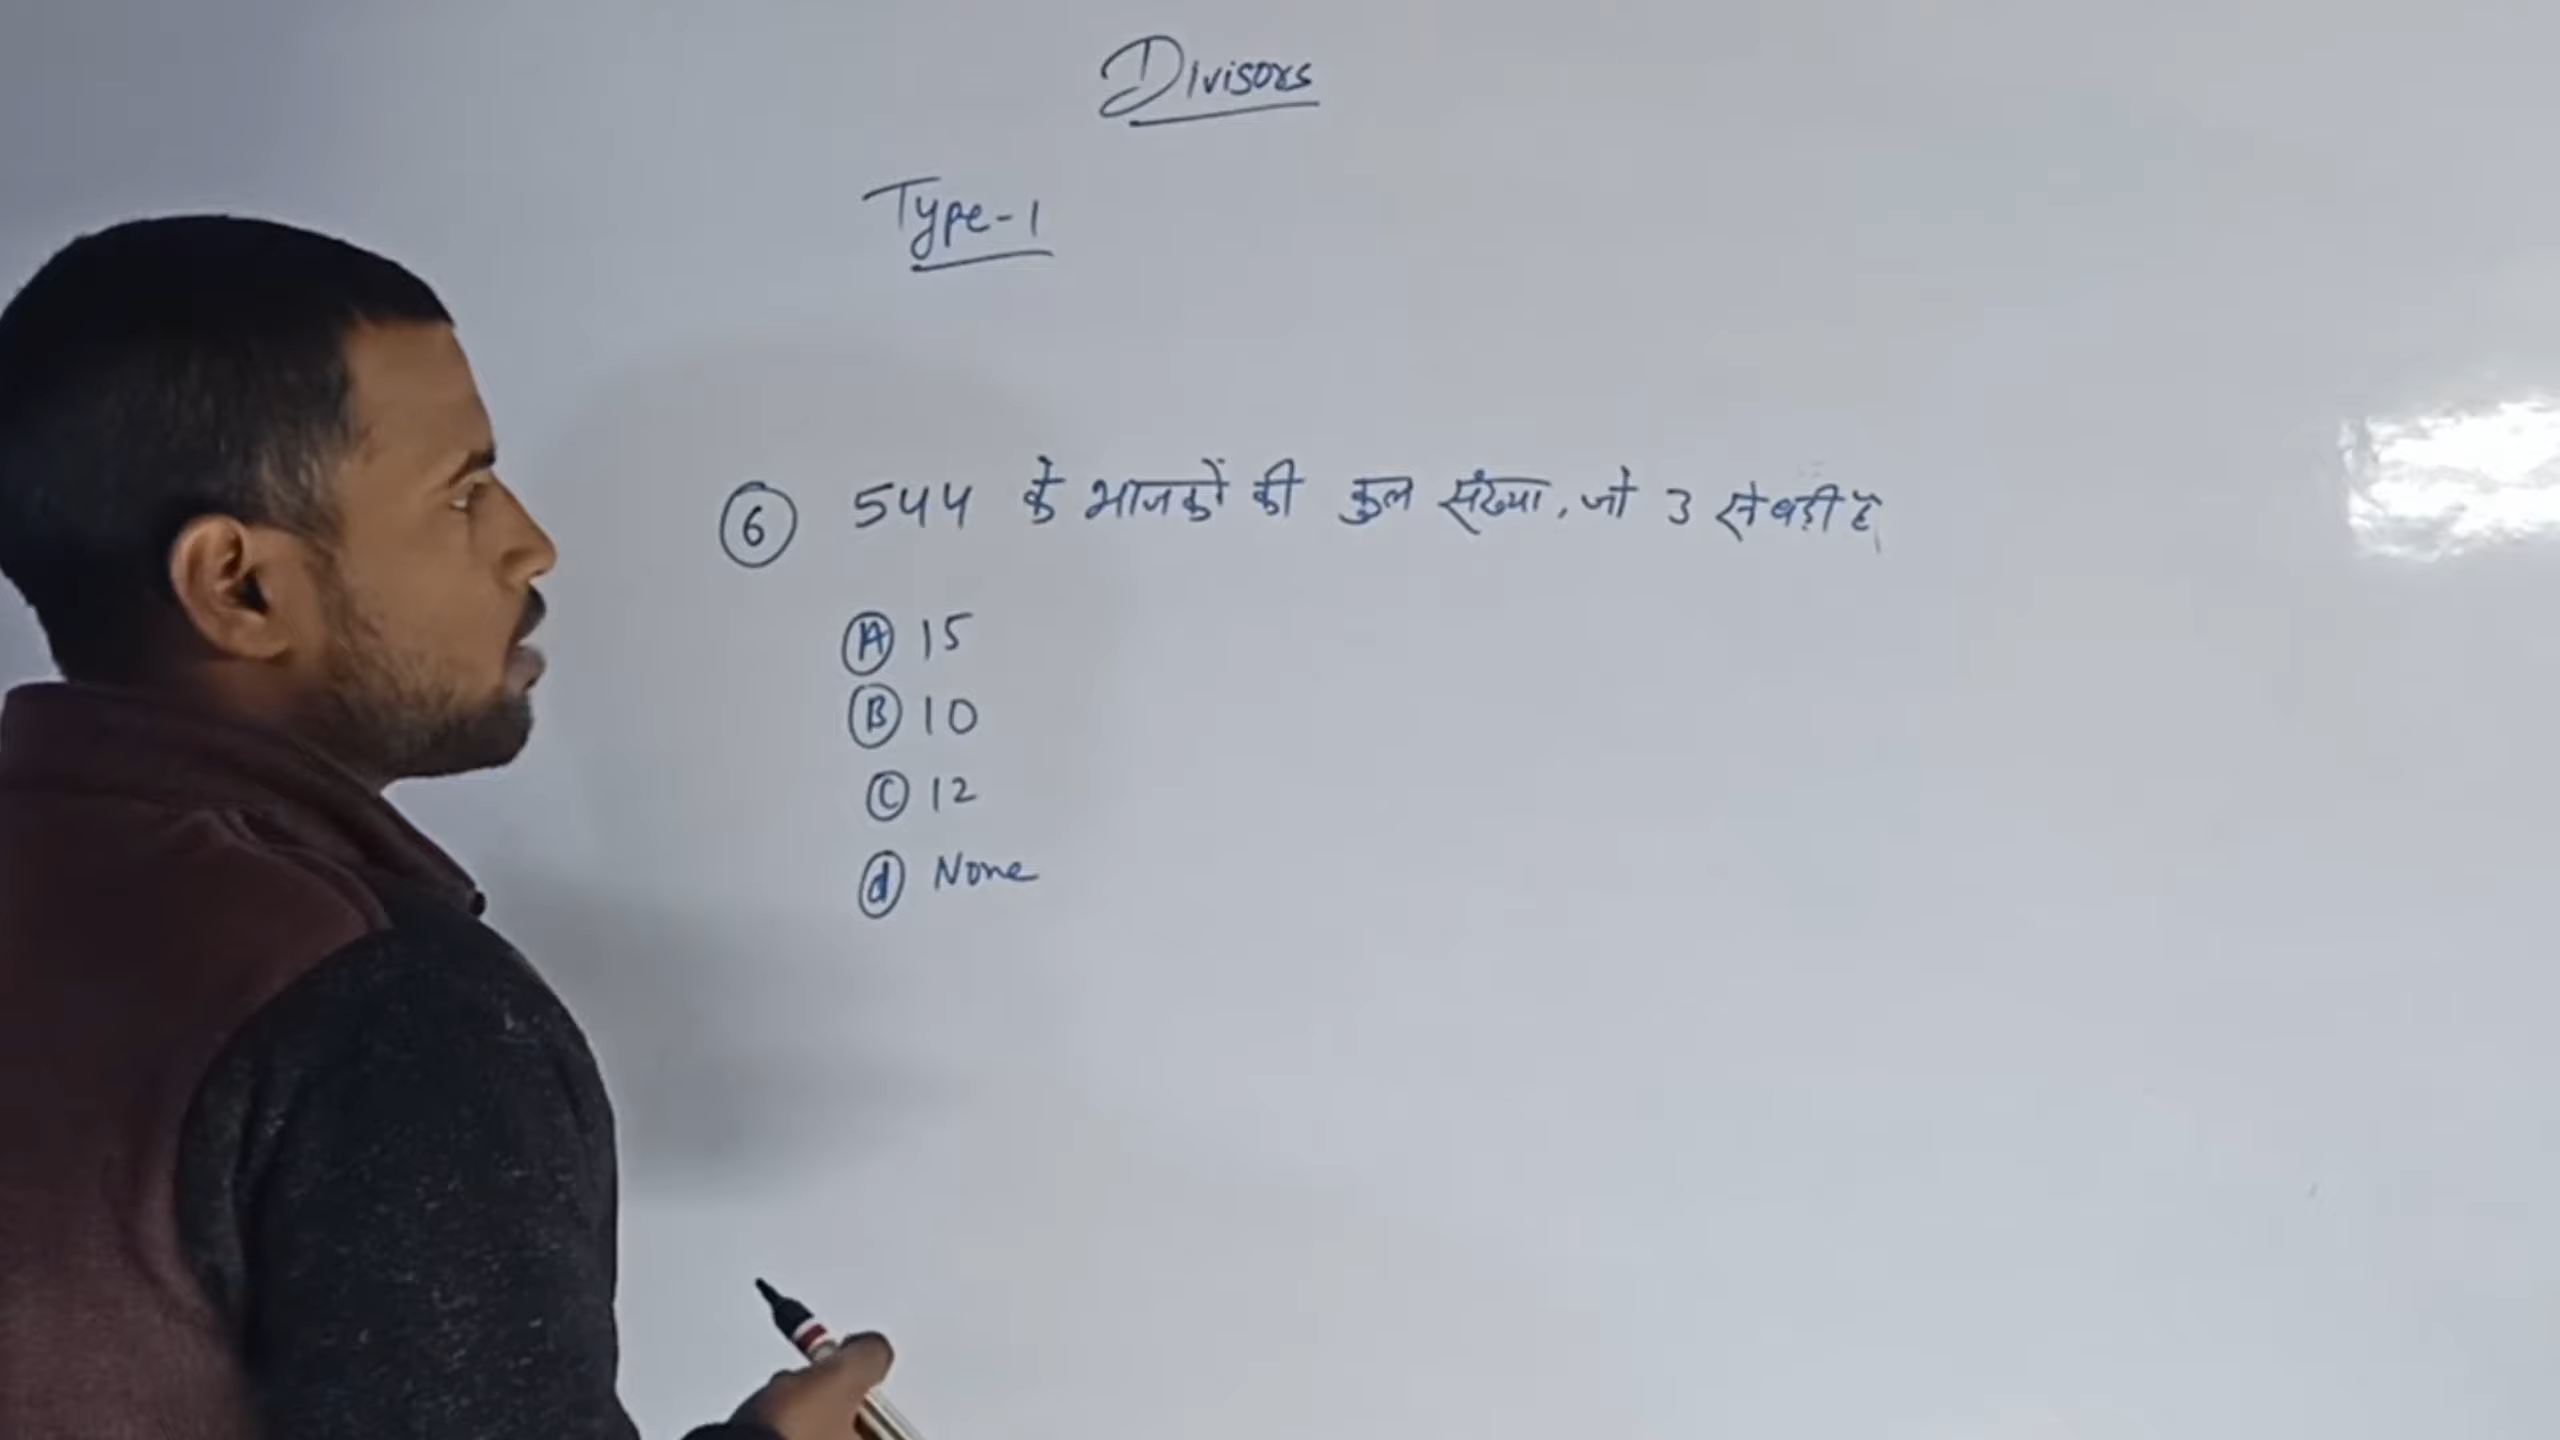 Divisors
Type-1
6 544 के भाजकों की कुल संख्या, जो 3 से बड़ी है
A 15
B 10
C 12
d None